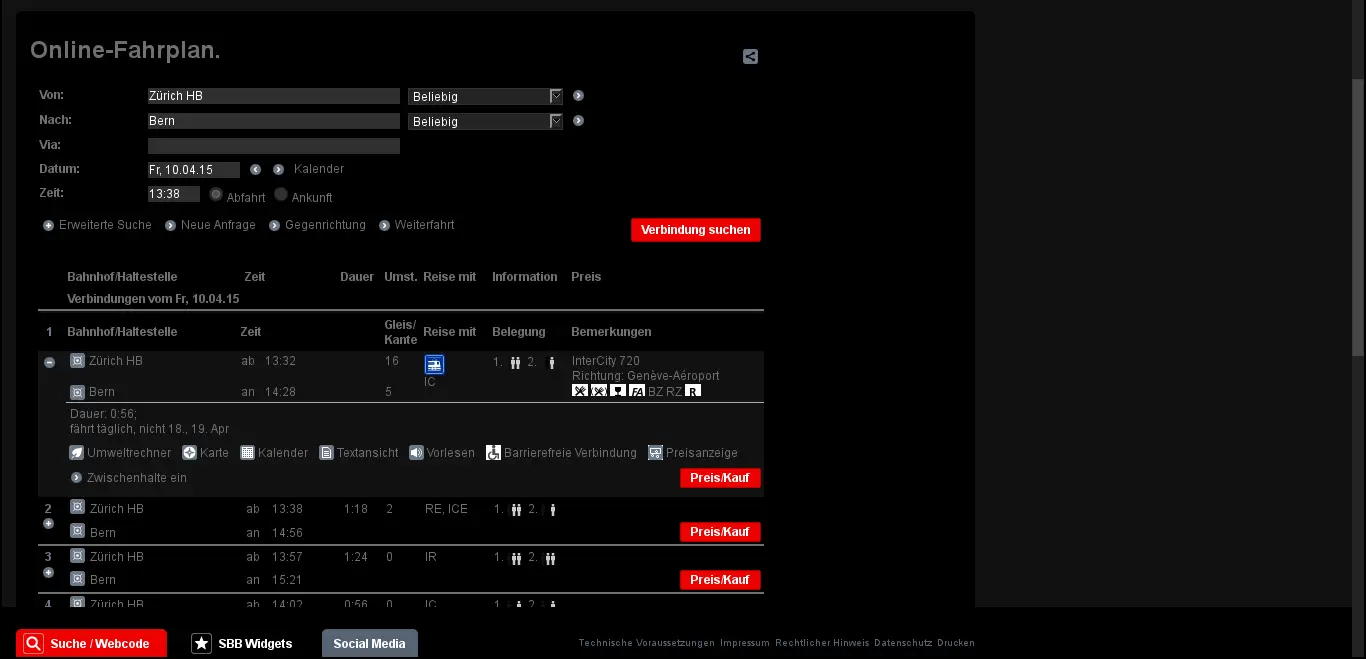 Online-Fahrplan.
Von: Zürich HB Beliebig
Nach: Bern Beliebig
Via:
Datum: Fr, 10.04.15 Kalender
Zeit: 13:38 Abfahrt Ankunft
Erweiterte Suche Neue Anfrage Gegenrichtung Weiterfahrt
Verbindung suchen
Bahnhof/Haltestelle Zeit Dauer Umst. Reise mit Information Preis
Verbindungen vom Fr, 10.04.15
1 Bahnhof/Haltestelle Zeit Gleis/ Reise mit Belegung Bemerkungen
Kante
Zürich HB ab 13:32 16 1. 2. InterCity 720
IC Richtung: Genève-Aéroport
Bern an 14:28 5 FA BZ RZ R
Dauer: 0:56;
fährt täglich, nicht 18., 19. Apr
Umweltrechner Karte Kalender Textansicht Vorlesen Barrierefreie Verbindung Preisanzeige
Zwischenhalte ein Preis/Kauf
2 Zürich HB ab 13:38 1:18 2 RE, ICE 1. 2.
Bern an 14:56 Preis/Kauf
3 Zürich HB ab 13:57 1:24 0 IR 1. 2.
Bern an 15:21 Preis/Kauf
4 Zürich HB ab 14:02 0:56 0 IC 1. 2.
Suche / Webcode SBB Widgets Social Media Technische Voraussetzungen Impressum Rechtlicher Hinweis Datenschutz Drucken